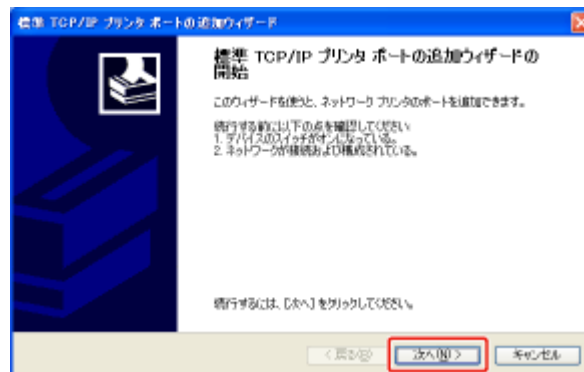 標準 TCP/IP プリンタ ポートの追加ウィザード
標準 TCP/IP プリンタ ポートの追加ウィザードの
開始
このウィザードを使うと、ネットワーク プリンタのポートを追加できます。
続行する前に以下の点を確認してください:
1. デバイスのスイッチがオンになっている。
2. ネットワークが接続および構成されている。
続行するには、[次へ] をクリックしてください。
< 戻る(B)
次へ(N) >
キャンセル